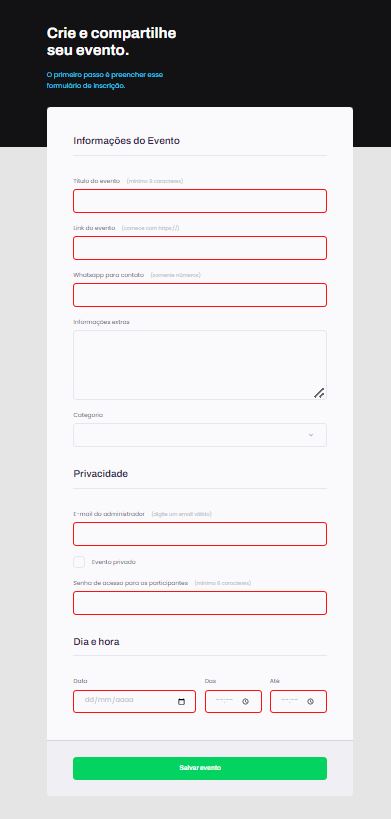 Crie e compartilhe
seu evento.
O primeiro passo é preencher esse
formulário de inscrição.
Informações do Evento
Título do evento (mínimo 6 caracteres)
Link do evento (comece com https://)
Whatsapp para contato (somente números)
Informações extras
Categoria
Privacidade
E-mail do administrador (digite um email válido)
Evento privado
Senha de acesso para os participantes (mínimo 6 caracteres)
Dia e hora
Data Das Até
dd/mm/aaaa --:-- --:--
Salvar evento